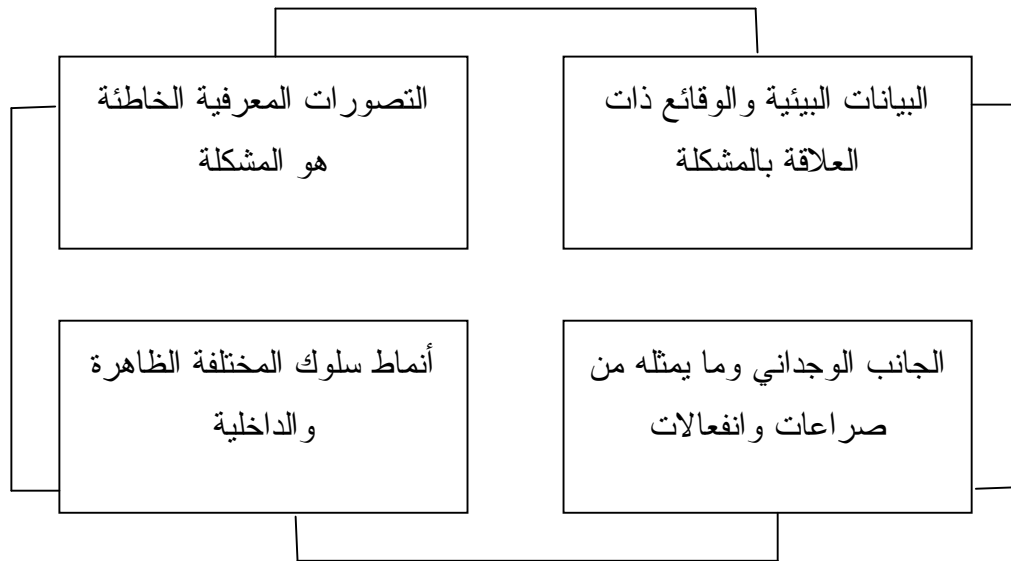 البيانات البيئية والوقائع ذات
العلاقة بالمشكلة
التصورات المعرفية الخاطئة
هو المشكلة
الجانب الوجداني وما يمثله من
صراعات وانفعالات
أنماط سلوك المختلفة الظاهرة
والداخلية